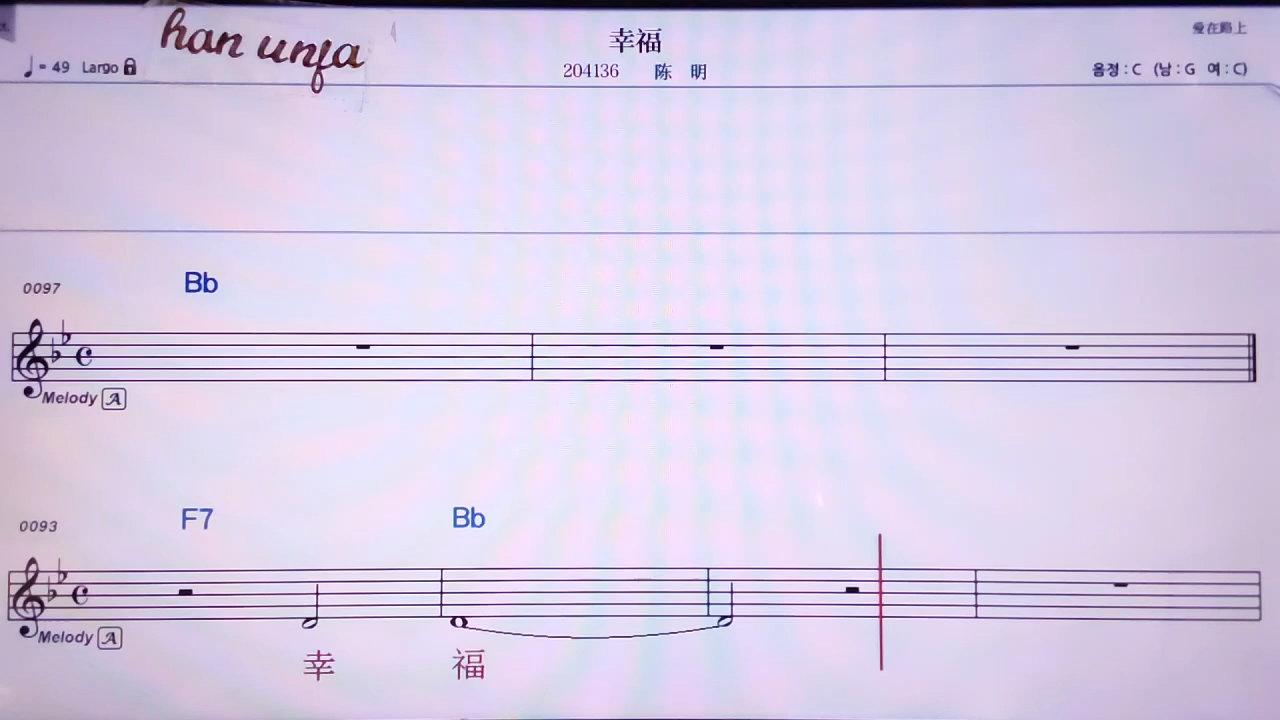 han unfa
幸福
爱在路上
♩= 49 Largo
204136 陈 明
음정 : C (남 : G 여 : C)
0097
Bb
Melody A
0093
F7 Bb
Melody A
幸 福